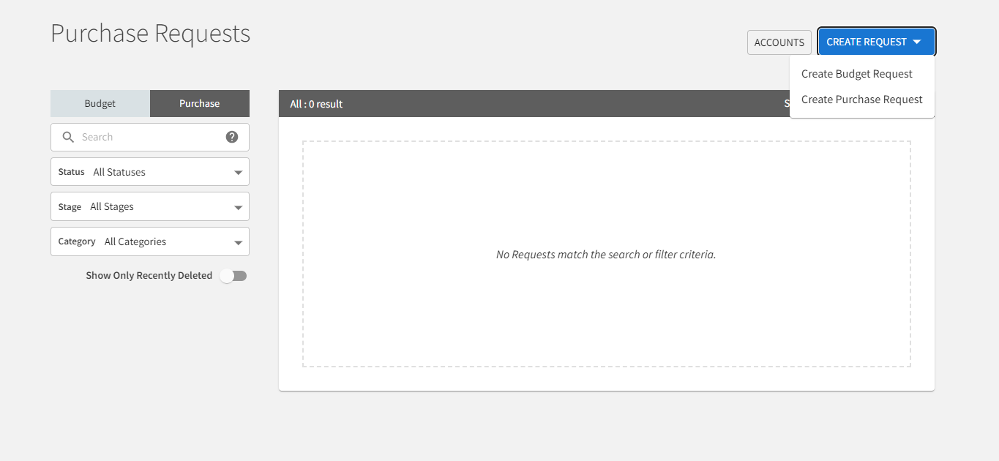 Purchase Requests
ACCOUNTS
CREATE REQUEST
Create Budget Request
Create Purchase Request
Budget
Purchase
All : 0 result
S
Search
?
Status All Statuses
Stage All Stages
Category All Categories
Show Only Recently Deleted
No Requests match the search or filter criteria.